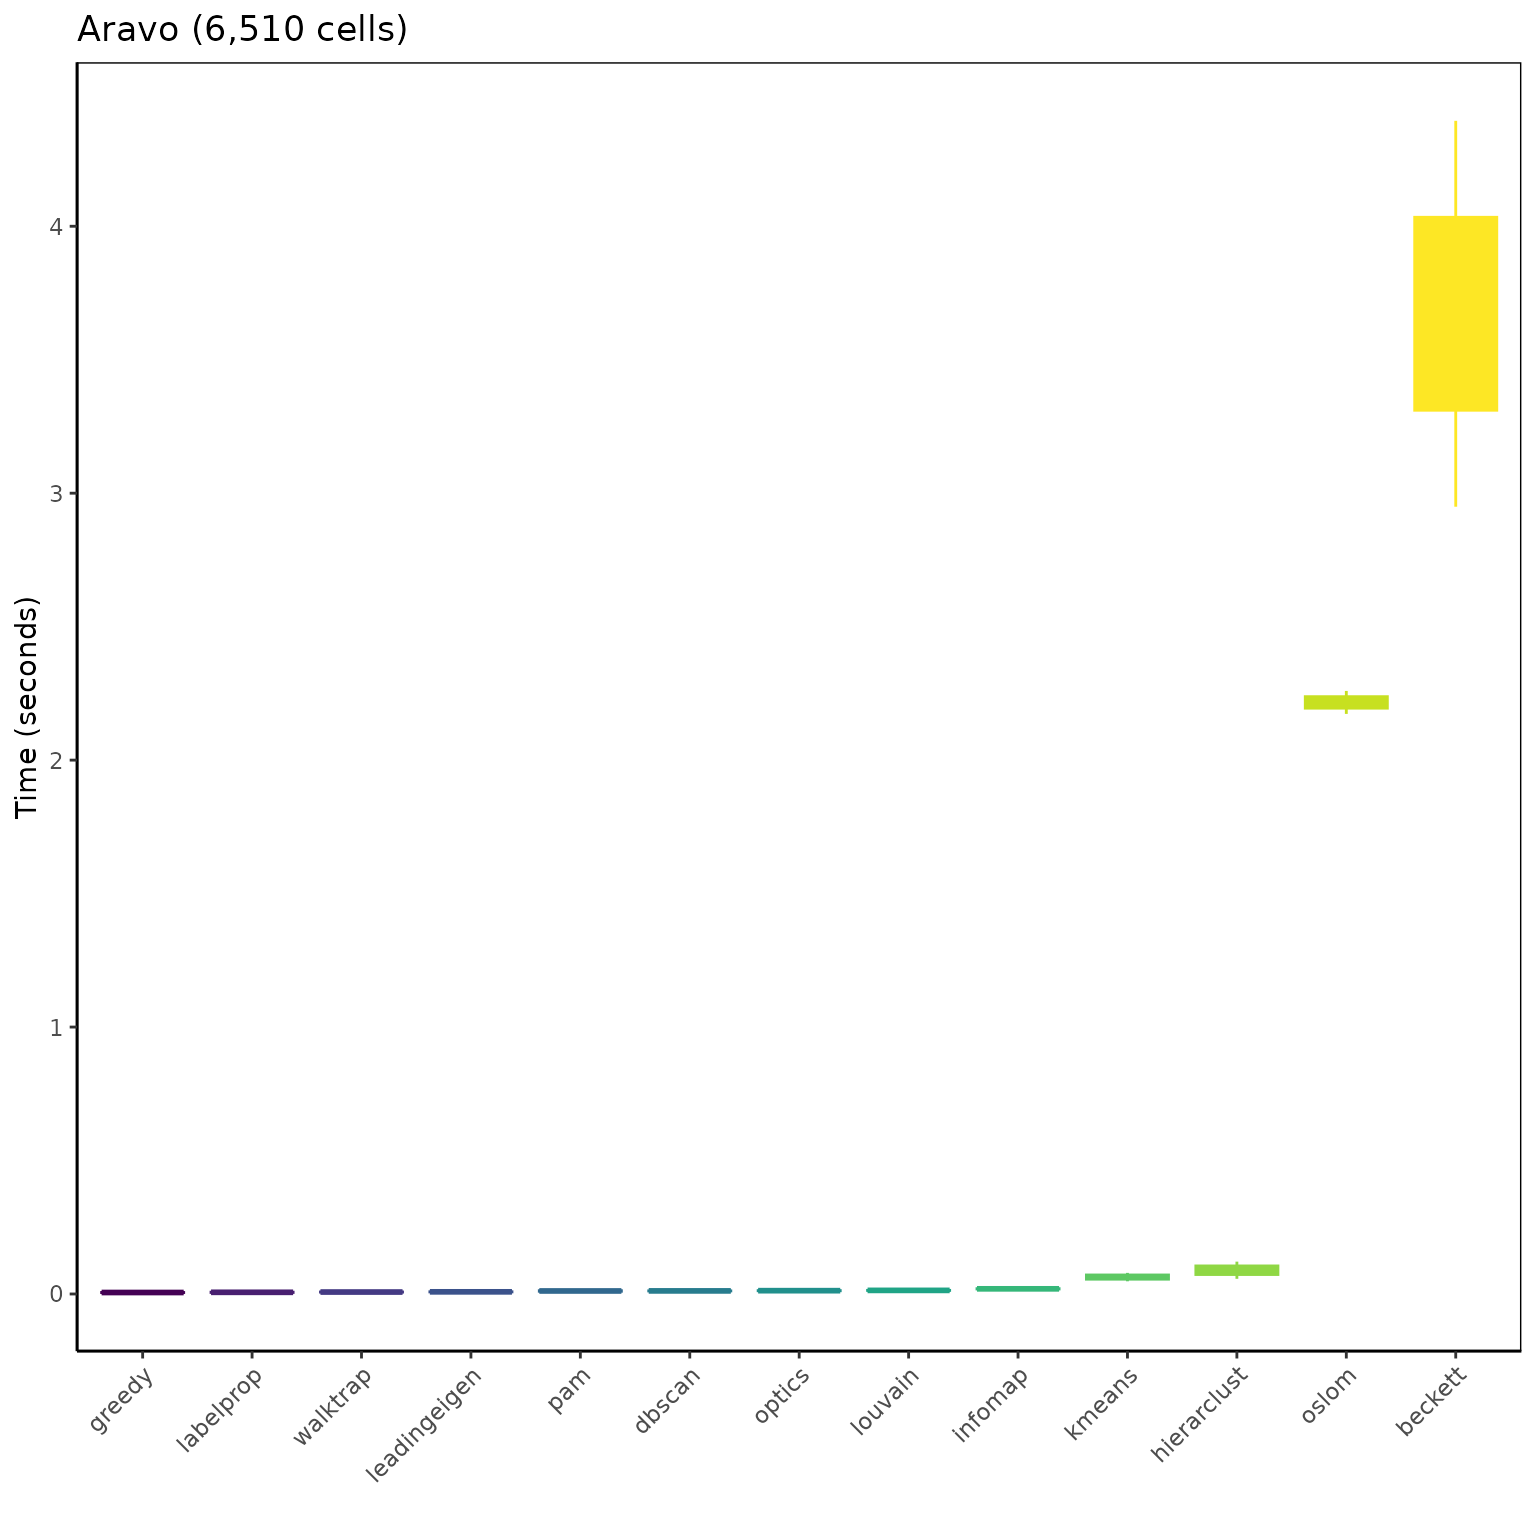 Aravo (6,510 cells)
Time (seconds)
4
3
2
1
0
greedy
labelprop
walktrap
leadingeigen
pam
dbscan
optics
louvain
infomap
kmeans
hierarclust
oslom
beckett